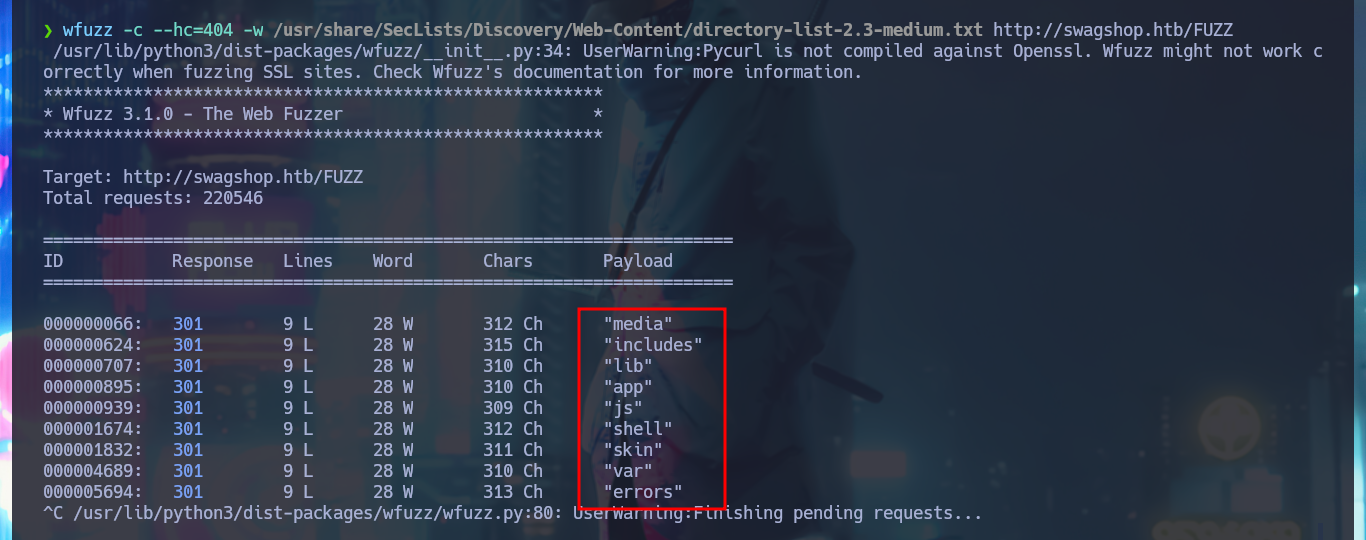 ❯ wfuzz -c --hc=404 -w /usr/share/SecLists/Discovery/Web-Content/directory-list-2.3-medium.txt http://swagshop.htb/FUZZ
/usr/lib/python3/dist-packages/wfuzz/__init__.py:34: UserWarning:Pycurl is not compiled against Openssl. Wfuzz might not work c
orrectly when fuzzing SSL sites. Check Wfuzz's documentation for more information.
********************************************************
* Wfuzz 3.1.0 - The Web Fuzzer                         *
********************************************************
Target: http://swagshop.htb/FUZZ
Total requests: 220546
=====================================================================
ID           Response   Lines    Word       Chars       Payload
=====================================================================
000000066:   301        9 L      28 W       312 Ch      "media"
000000624:   301        9 L      28 W       315 Ch      "includes"
000000707:   301        9 L      28 W       310 Ch      "lib"
000000895:   301        9 L      28 W       310 Ch      "app"
000000939:   301        9 L      28 W       309 Ch      "js"
000001674:   301        9 L      28 W       312 Ch      "shell"
000001832:   301        9 L      28 W       311 Ch      "skin"
000004689:   301        9 L      28 W       310 Ch      "var"
000005694:   301        9 L      28 W       313 Ch      "errors"
^C /usr/lib/python3/dist-packages/wfuzz/wfuzz.py:80: UserWarning:Finishing pending requests...